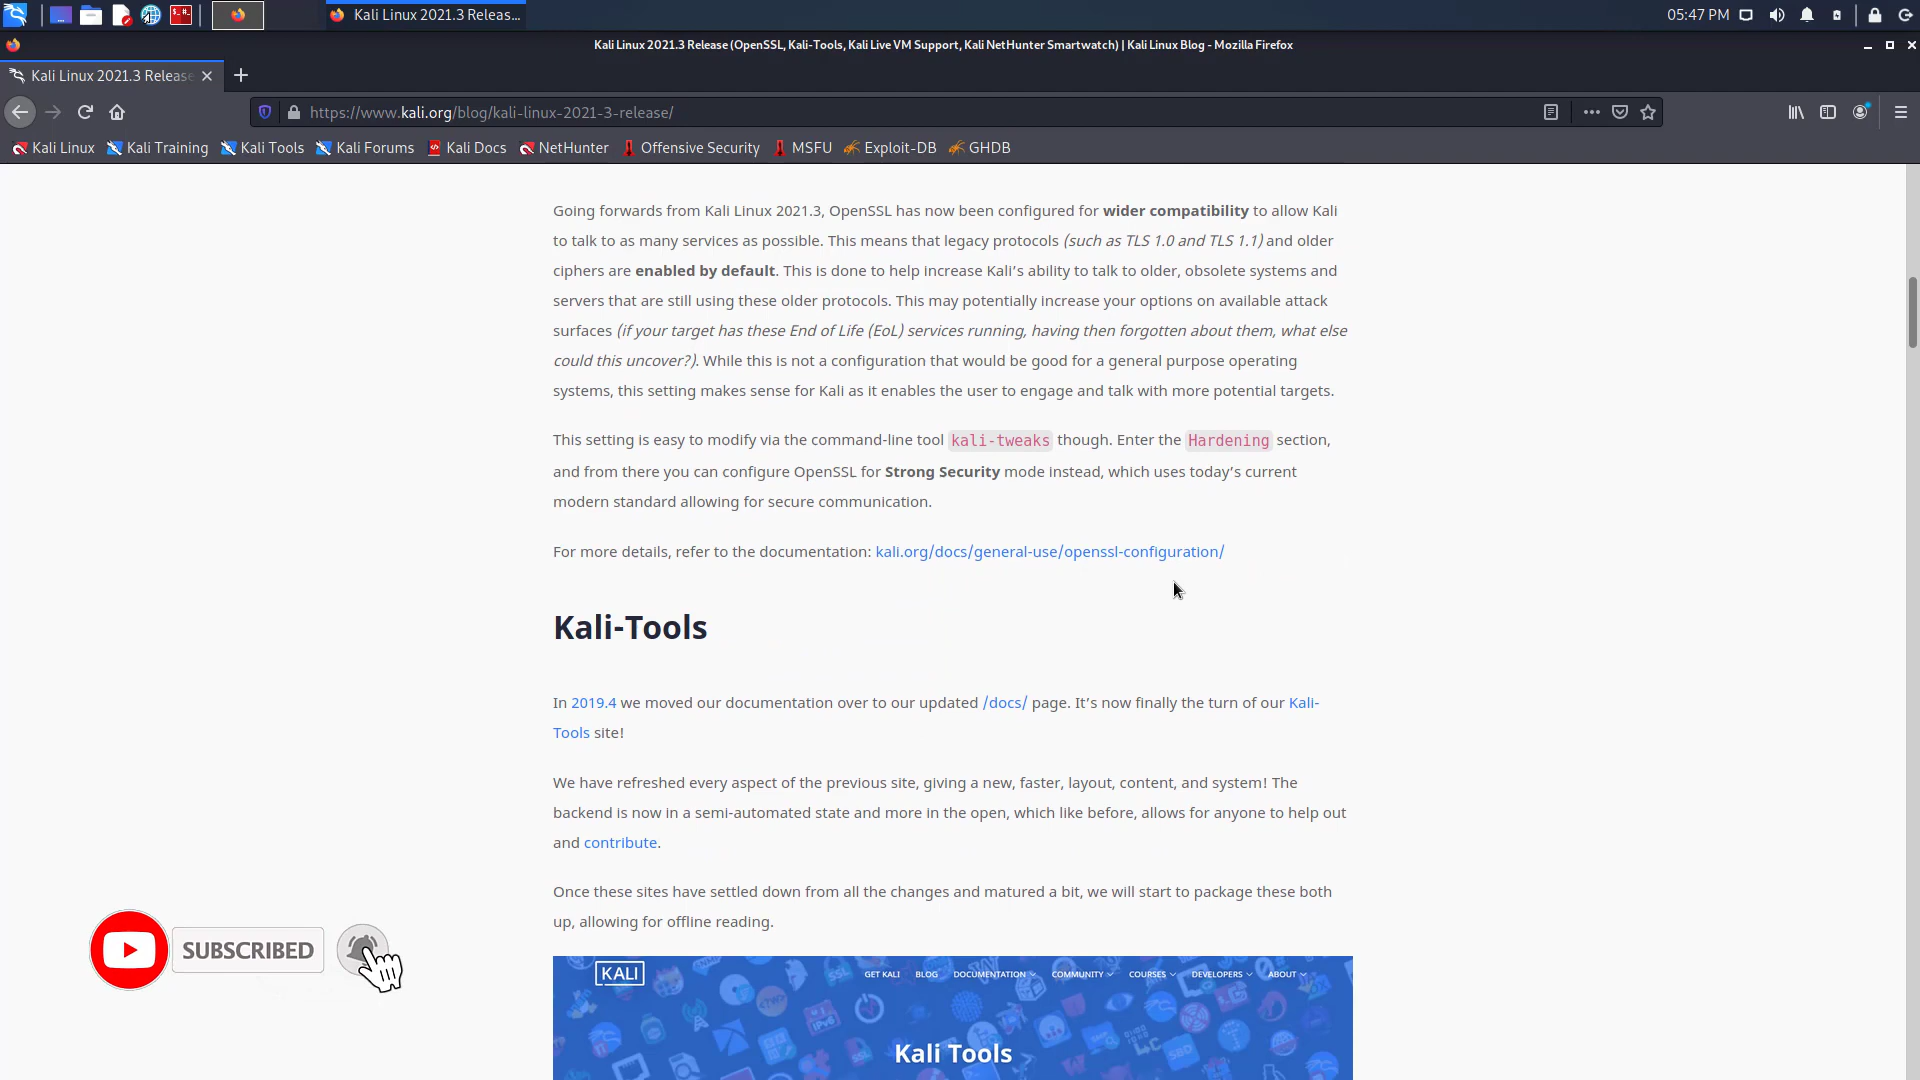 Kali Linux 2021.3 Releas...
05:47 PM
Kali Linux 2021.3 Release (OpenSSL, Kali-Tools, Kali Live VM Support, Kali NetHunter Smartwatch) | Kali Linux Blog - Mozilla Firefox
Kali Linux 2021.3 Release
https://www.kali.org/blog/kali-linux-2021-3-release/
Kali Linux Kali Training Kali Tools Kali Forums Kali Docs NetHunter Offensive Security MSFU Exploit-DB GHDB
Going forwards from Kali Linux 2021.3, OpenSSL has now been configured for wider compatibility to allow Kali
to talk to as many services as possible. This means that legacy protocols (such as TLS 1.0 and TLS 1.1) and older
ciphers are enabled by default. This is done to help increase Kali's ability to talk to older, obsolete systems and
servers that are still using these older protocols. This may potentially increase your options on available attack
surfaces (if your target has these End of Life (EoL) services running, having then forgotten about them, what else
could this uncover?). While this is not a configuration that would be good for a general purpose operating
systems, this setting makes sense for Kali as it enables the user to engage and talk with more potential targets.
This setting is easy to modify via the command-line tool kali-tweaks though. Enter the Hardening section,
and from there you can configure OpenSSL for Strong Security mode instead, which uses today's current
modern standard allowing for secure communication.
For more details, refer to the documentation: kali.org/docs/general-use/openssl-configuration/
Kali-Tools
In 2019.4 we moved our documentation over to our updated /docs/ page. It's now finally the turn of our Kali-
Tools site!
We have refreshed every aspect of the previous site, giving a new, faster, layout, content, and system! The
backend is now in a semi-automated state and more in the open, which like before, allows for anyone to help out
and contribute.
Once these sites have settled down from all the changes and matured a bit, we will start to package these both
up, allowing for offline reading.
SUBSCRIBED
KALI GET KALI BLOG DOCUMENTATION COMMUNITY COURSES DEVELOPERS ABOUT
Kali Tools